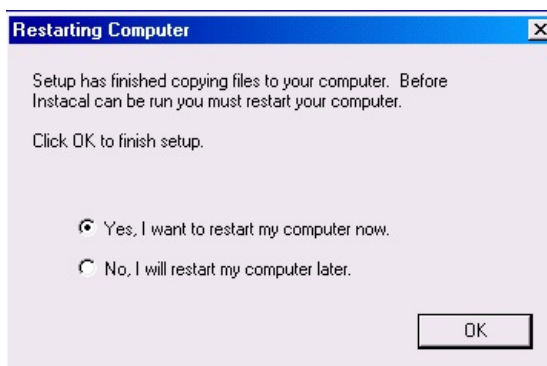 Restarting Computer
Setup has finished copying files to your computer. Before
Instacal can be run you must restart your computer.
Click OK to finish setup.
Yes, I want to restart my computer now.
No, I will restart my computer later.
OK